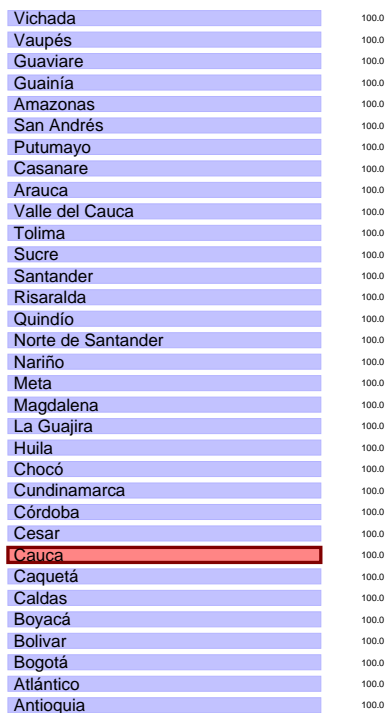 Vichada 100.0
Vaupés 100.0
Guaviare 100.0
Guainía 100.0
Amazonas 100.0
San Andrés 100.0
Putumayo 100.0
Casanare 100.0
Arauca 100.0
Valle del Cauca 100.0
Tolima 100.0
Sucre 100.0
Santander 100.0
Risaralda 100.0
Quindío 100.0
Norte de Santander 100.0
Nariño 100.0
Meta 100.0
Magdalena 100.0
La Guajira 100.0
Huila 100.0
Chocó 100.0
Cundinamarca 100.0
Córdoba 100.0
Cesar 100.0
Cauca 100.0
Caquetá 100.0
Caldas 100.0
Boyacá 100.0
Bolivar 100.0
Bogotá 100.0
Atlántico 100.0
Antioquia 100.0